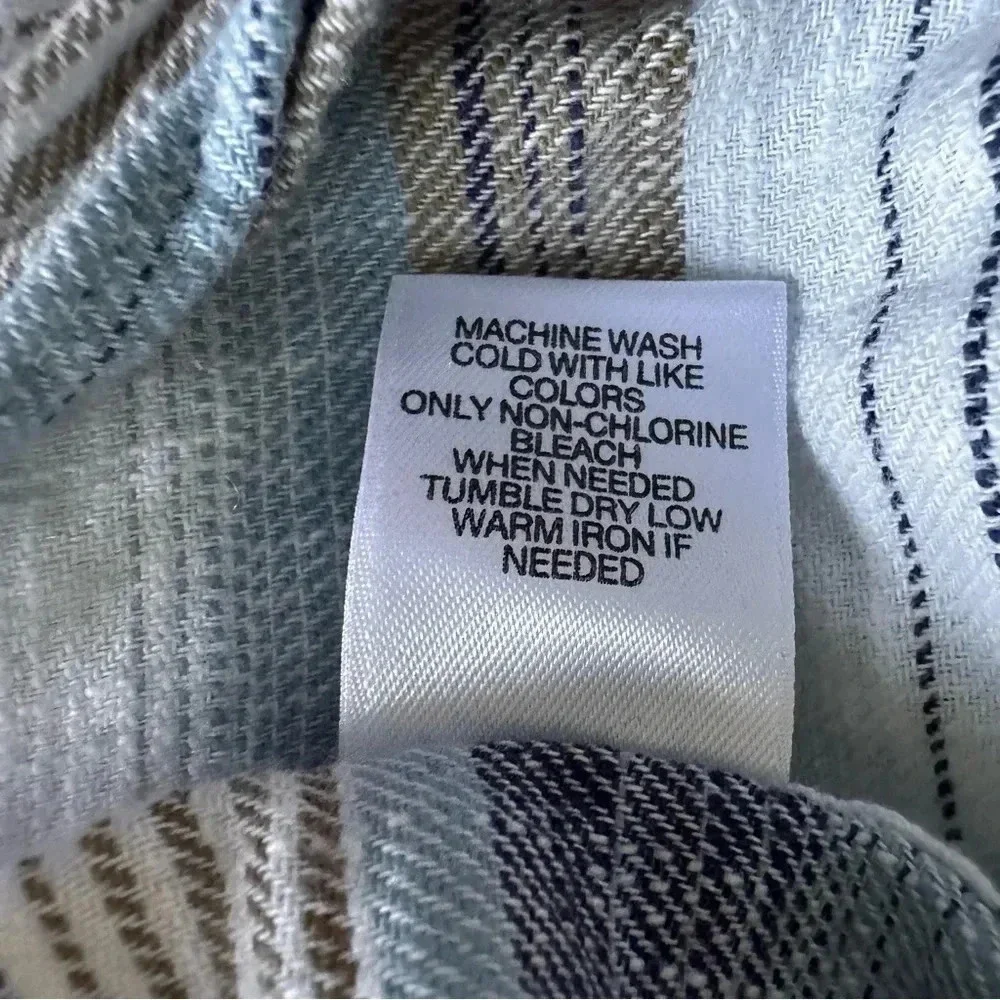 MACHINE WASH
COLD WITH LIKE
COLORS
ONLY NON-CHLORINE
BLEACH
WHEN NEEDED
TUMBLE DRY LOW
WARM IRON IF
NEEDED